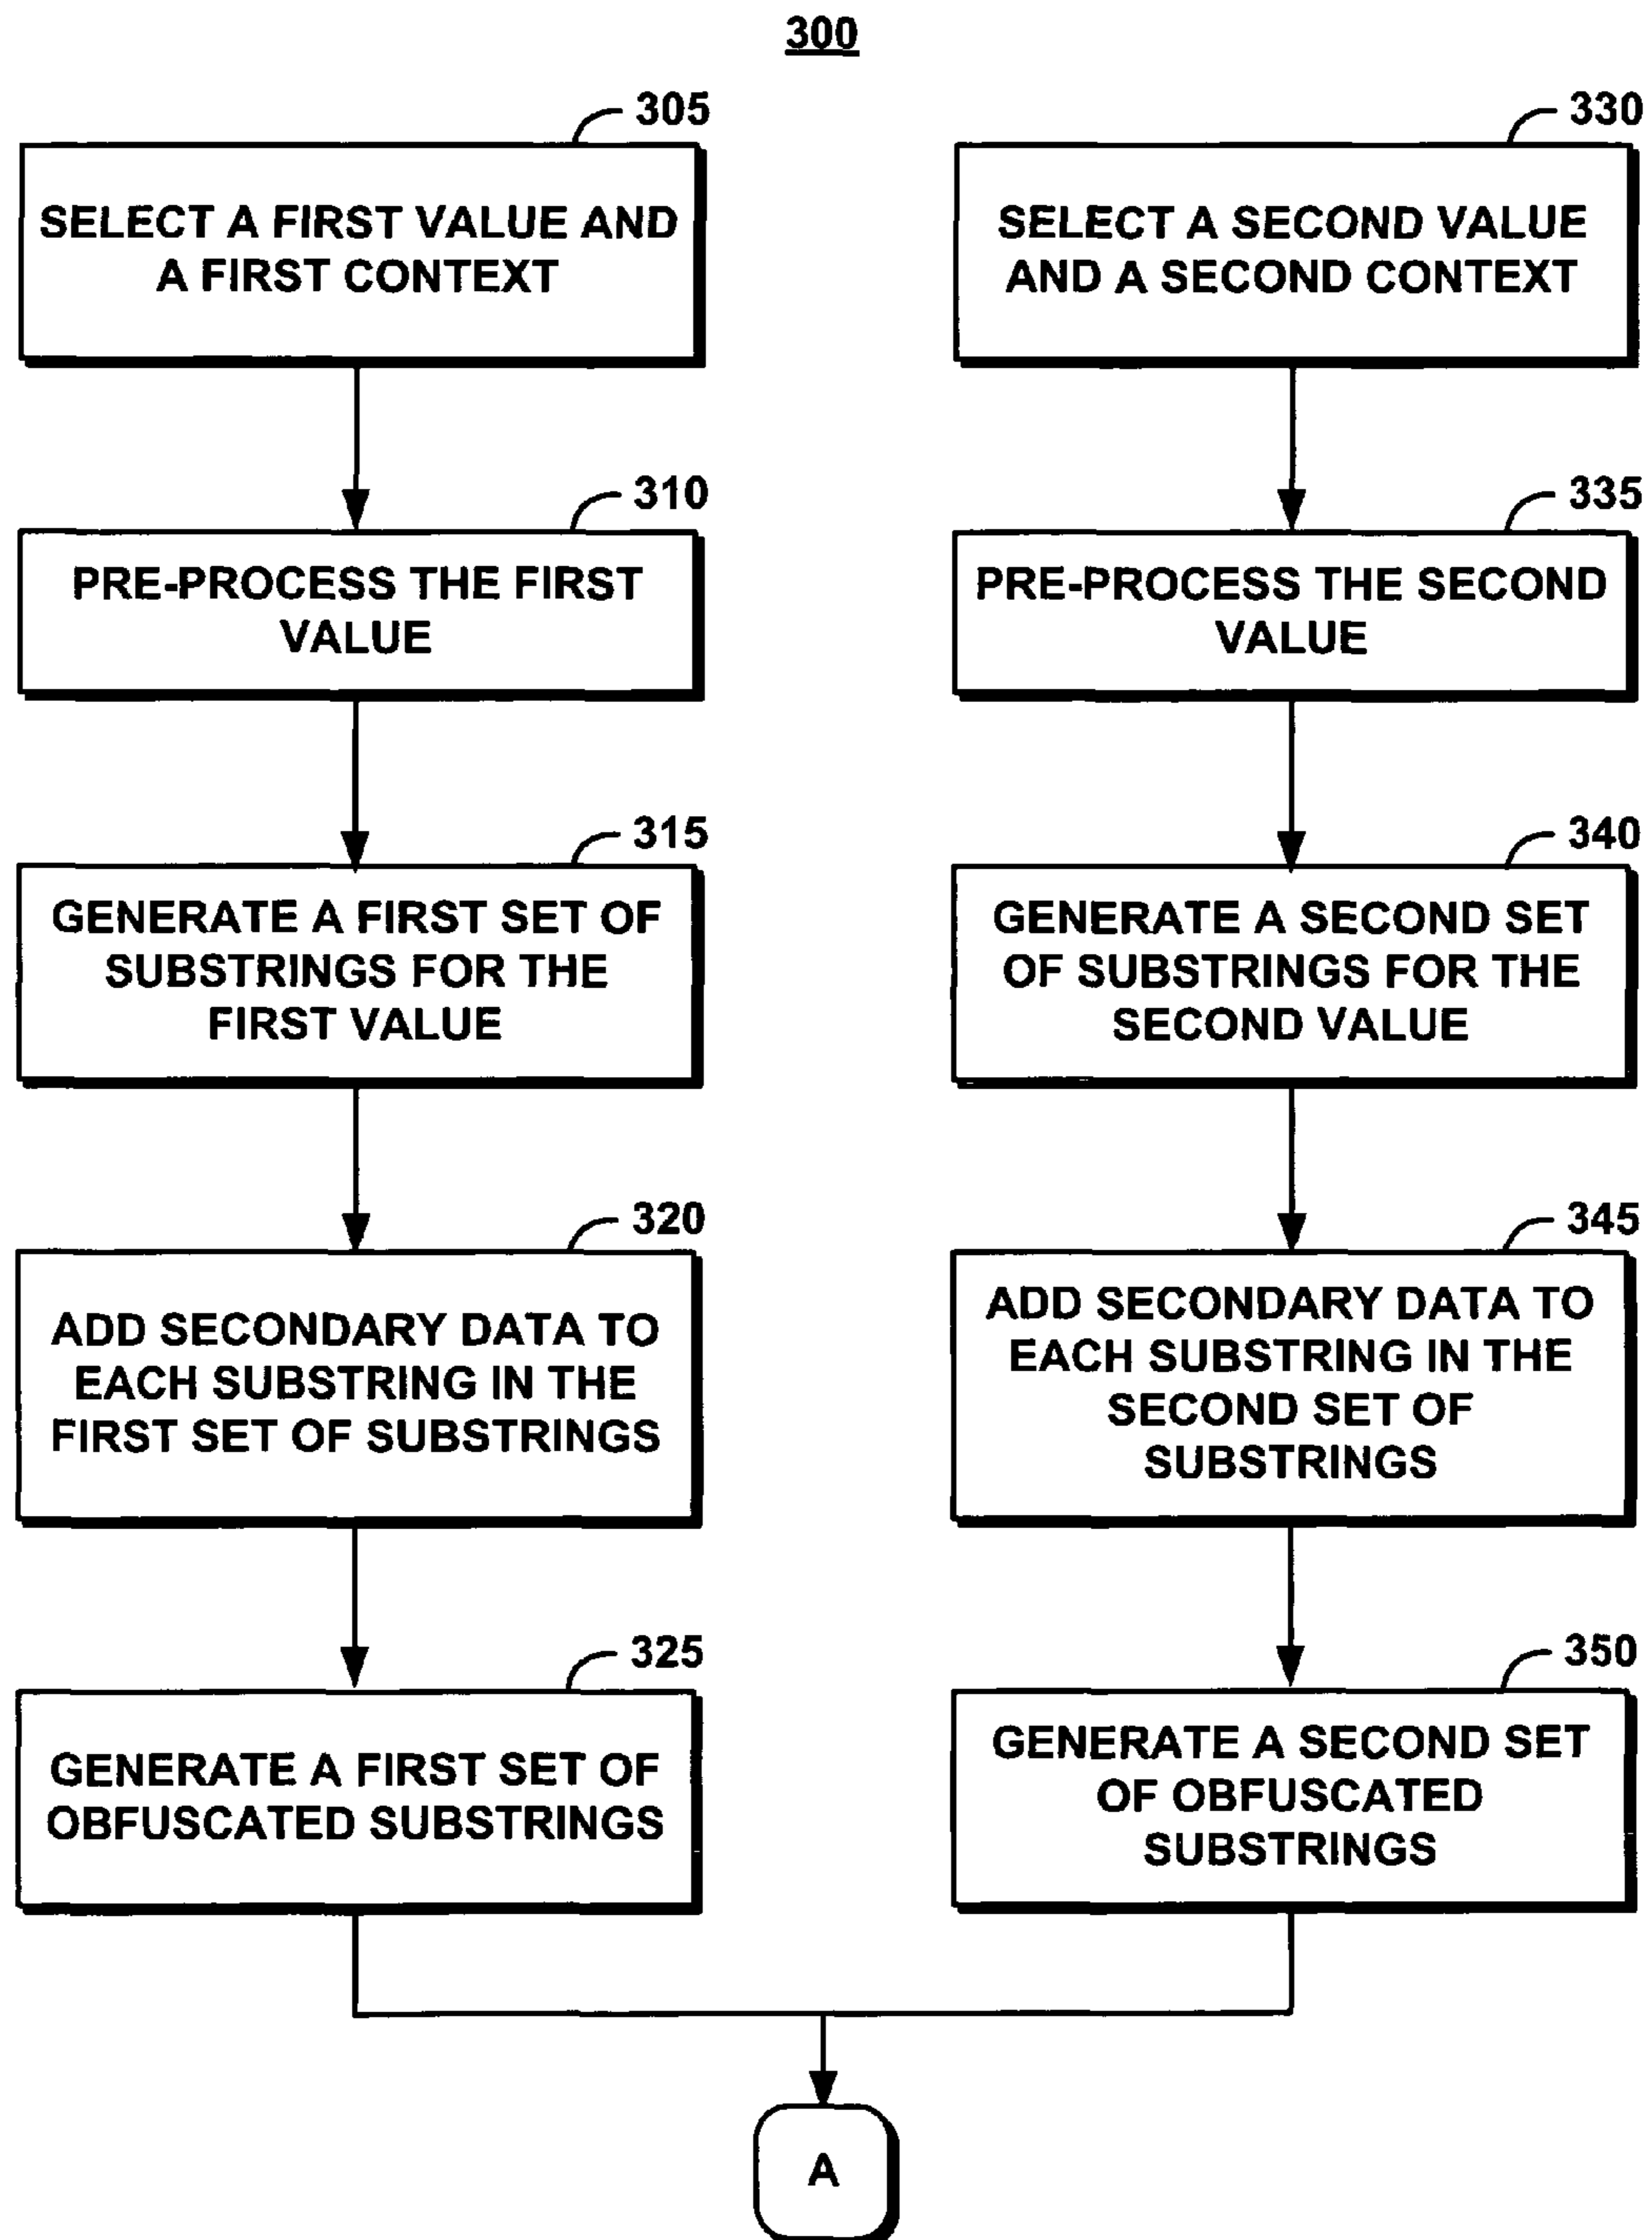 300
305
SELECT A FIRST VALUE AND
A FIRST CONTEXT
310
PRE-PROCESS THE FIRST
VALUE
315
GENERATE A FIRST SET OF
SUBSTRINGS FOR THE
FIRST VALUE
320
ADD SECONDARY DATA TO
EACH SUBSTRING IN THE
FIRST SET OF SUBSTRINGS
325
GENERATE A FIRST SET OF
OBFUSCATED SUBSTRINGS
330
SELECT A SECOND VALUE
AND A SECOND CONTEXT
335
PRE-PROCESS THE SECOND
VALUE
340
GENERATE A SECOND SET
OF SUBSTRINGS FOR THE
SECOND VALUE
345
ADD SECONDARY DATA TO
EACH SUBSTRING IN THE
SECOND SET OF
SUBSTRINGS
350
GENERATE A SECOND SET
OF OBFUSCATED
SUBSTRINGS
A